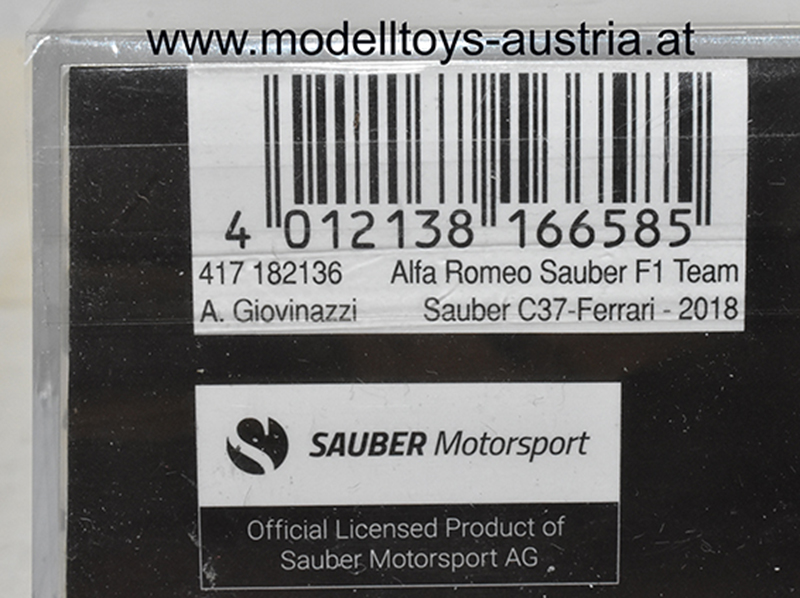 www.modelltoys-austria.at
4 012138 166585
417 182136 Alfa Romeo Sauber F1 Team
A. Giovinazzi Sauber C37-Ferrari - 2018
SAUBER Motorsport
Official Licensed Product of
Sauber Motorsport AG